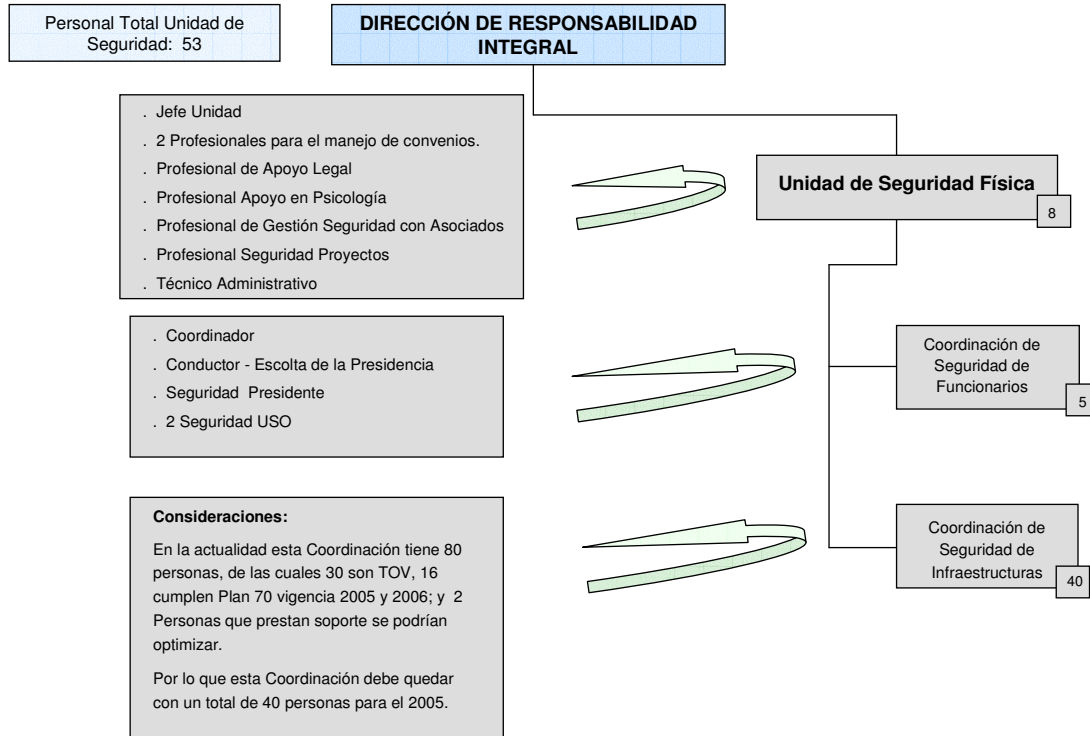 Personal Total Unidad de
Seguridad: 53
DIRECCIÓN DE RESPONSABILIDAD
INTEGRAL
. Jefe Unidad
. 2 Profesionales para el manejo de convenios.
. Profesional de Apoyo Legal
. Profesional Apoyo en Psicología
. Profesional de Gestión Seguridad con Asociados
. Profesional Seguridad Proyectos
. Técnico Administrativo
Unidad de Seguridad Física
8
. Coordinador
. Conductor - Escolta de la Presidencia
. Seguridad Presidente
. 2 Seguridad USO
Coordinación de
Seguridad de
Funcionarios
5
Consideraciones:
En la actualidad esta Coordinación tiene 80
personas, de las cuales 30 son TOV, 16
cumplen Plan 70 vigencia 2005 y 2006; y 2
Personas que prestan soporte se podrían
optimizar.
Por lo que esta Coordinación debe quedar
con un total de 40 personas para el 2005.
Coordinación de
Seguridad de
Infraestructuras
40